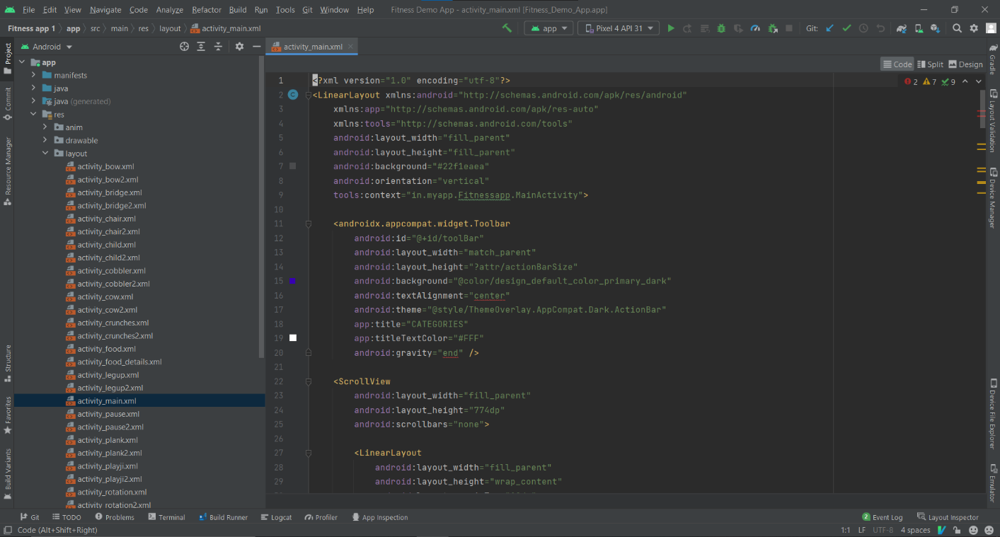 File Edit View Navigate Code Analyze Refactor Build Run Tools Git Window Help Fitness Demo App - activity_main.xml [Fitness_Demo_App.app]
Fitness app 1 app src main res layout activity_main.xml app Pixel 4 API 31 Git:
Project
Commit
Resource Manager
Structure
Favorites
Build Variants
Android
app
manifests
java
java (generated)
res
anim
drawable
layout
activity_bow.xml
activity_bow2.xml
activity_bridge.xml
activity_bridge2.xml
activity_chair.xml
activity_chair2.xml
activity_child.xml
activity_child2.xml
activity_cobbler.xml
activity_cobbler2.xml
activity_cow.xml
activity_cow2.xml
activity_crunches.xml
activity_crunches2.xml
activity_food.xml
activity_food_details.xml
activity_legup.xml
activity_legup2.xml
activity_main.xml
activity_pause.xml
activity_pause2.xml
activity_plank.xml
activity_plank2.xml
activity_playji.xml
activity_playji2.xml
activity_rotation.xml
activity_rotation2.xml
activity_main.xml
Code Split Design
2 7 9
1 <?xml version="1.0" encoding="utf-8"?>
2 <LinearLayout xmlns:android="http://schemas.android.com/apk/res/android"
3 xmlns:app="http://schemas.android.com/apk/res-auto"
4 xmlns:tools="http://schemas.android.com/tools"
5 android:layout_width="fill_parent"
6 android:layout_height="fill_parent"
7 android:background="#22f1eaea"
8 android:orientation="vertical"
9 tools:context="in.myapp.Fitnessapp.MainActivity">
10
11 <androidx.appcompat.widget.Toolbar
12 android:id="@+id/toolBar"
13 android:layout_width="match_parent"
14 android:layout_height="?attr/actionBarSize"
15 android:background="@color/design_default_color_primary_dark"
16 android:textAlignment="center"
17 android:theme="@style/ThemeOverlay.AppCompat.Dark.ActionBar"
18 app:title="CATEGORIES"
19 app:titleTextColor="#FFF"
20 android:gravity="end" />
21
22 <ScrollView
23 android:layout_width="fill_parent"
24 android:layout_height="774dp"
25 android:scrollbars="none">
26
27 <LinearLayout
28 android:layout_width="fill_parent"
29 android:layout_height="wrap_content"
Gradle
Layout Validation
Device Manager
Device File Explorer
Emulator
Git TODO Problems Terminal Build Runner Logcat Profiler App Inspection 2 Event Log Layout Inspector
Code (Alt+Shift+Right) 1:1 LF UTF-8 4 spaces